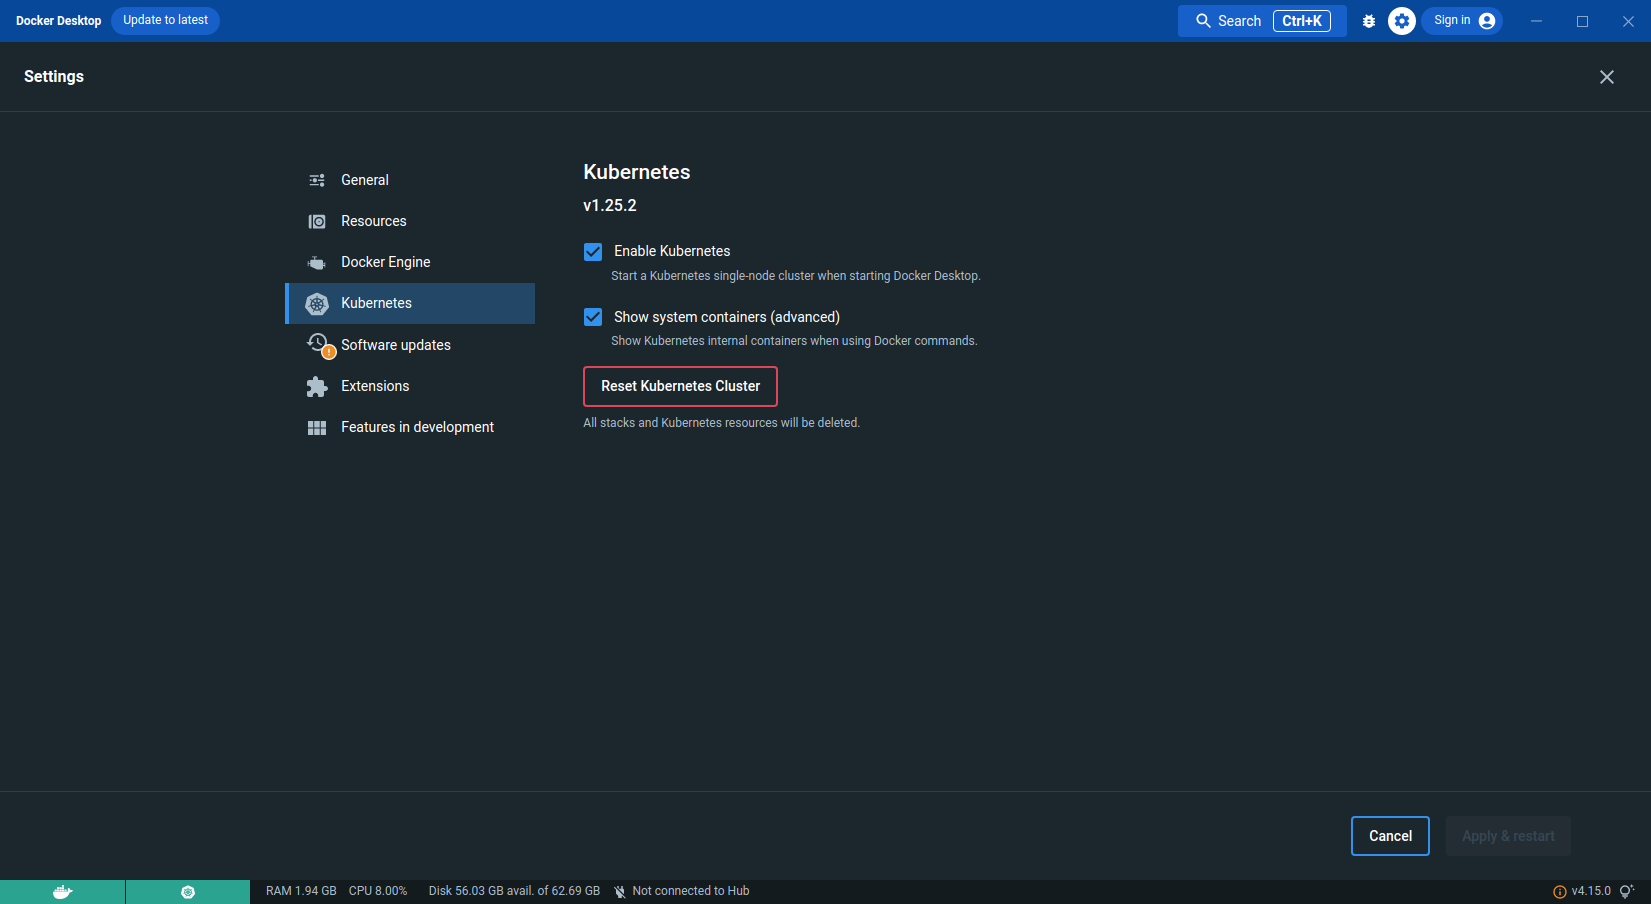 Docker Desktop Update to latest Search Ctrl+K Sign in
Settings
General
Resources
Docker Engine
Kubernetes
Software updates
Extensions
Features in development
Kubernetes
v1.25.2
Enable Kubernetes
Start a Kubernetes single-node cluster when starting Docker Desktop.
Show system containers (advanced)
Show Kubernetes internal containers when using Docker commands.
Reset Kubernetes Cluster
All stacks and Kubernetes resources will be deleted.
Cancel Apply & restart
RAM 1.94 GB CPU 8.00% Disk 56.03 GB avail. of 62.69 GB Not connected to Hub v4.15.0